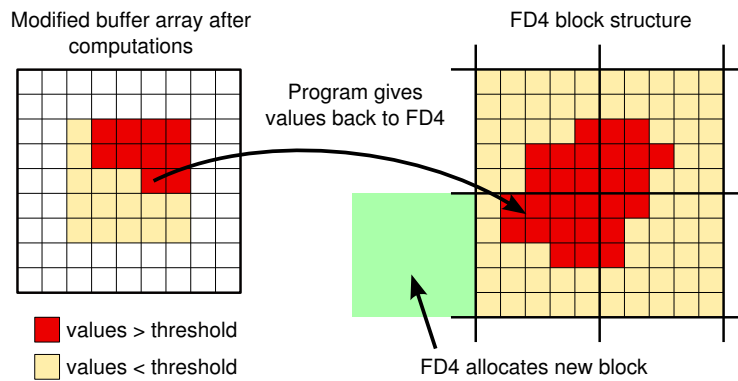 Modified buffer array after
computations
FD4 block structure
Program gives
values back to FD4
values > threshold
values < threshold
FD4 allocates new block